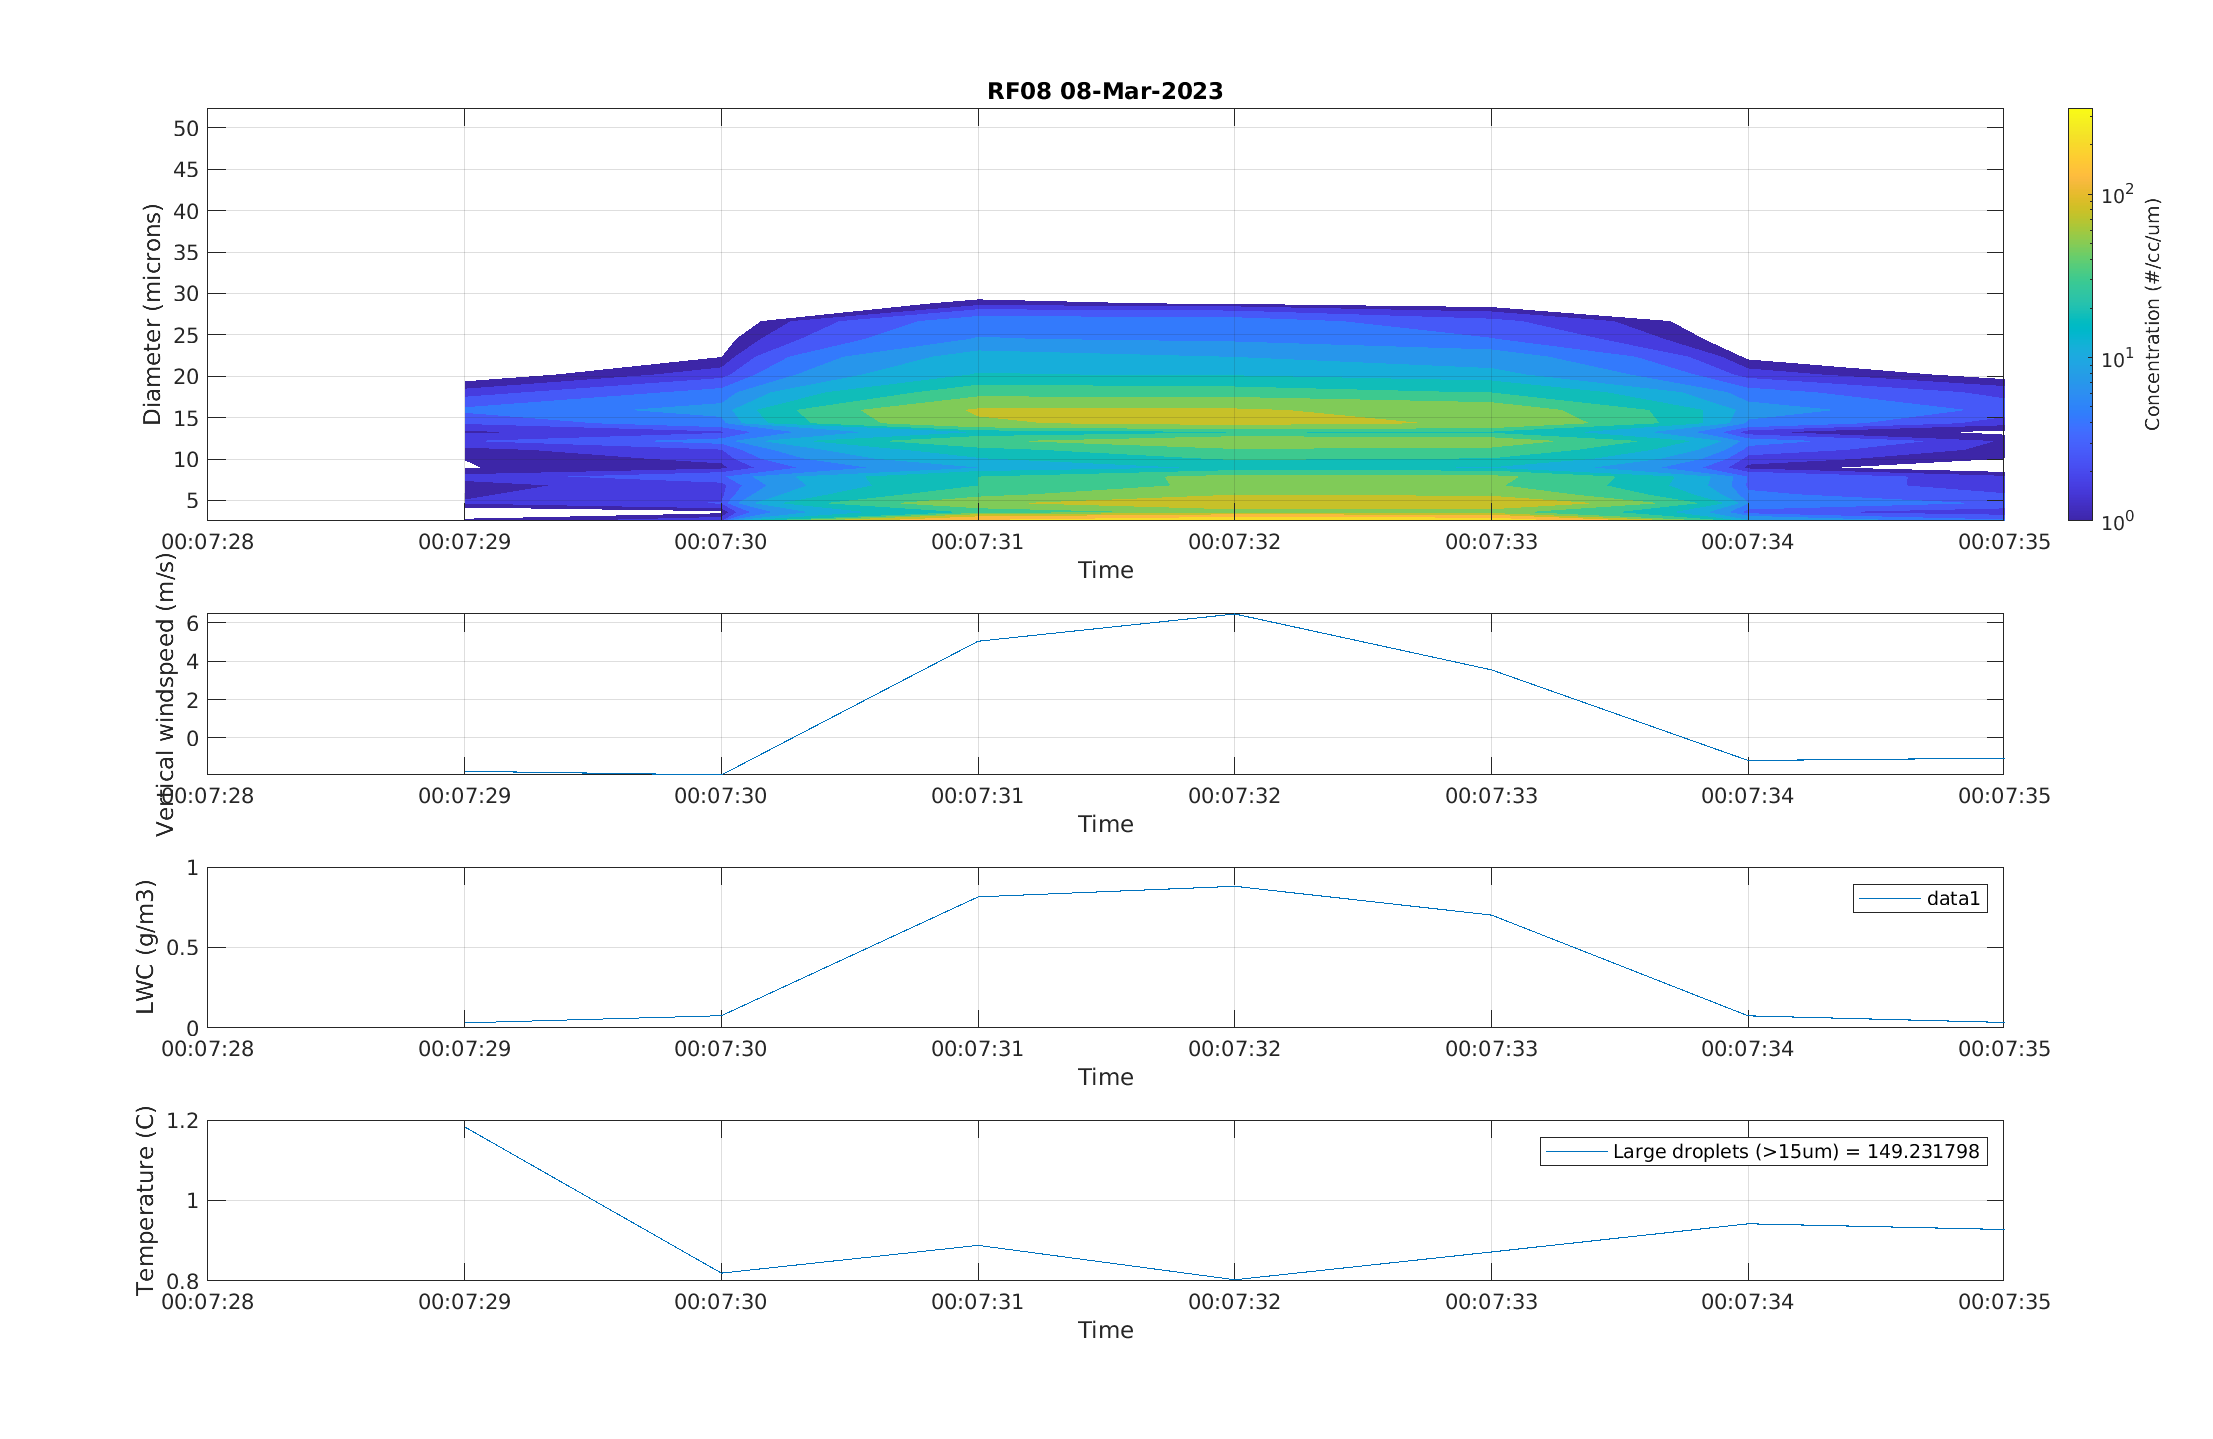 RF08 08-Mar-2023
Diameter (microns)
50
45
40
35
30
25
20
15
10
5
00:07:28 00:07:29 00:07:30 00:07:31 00:07:32 00:07:33 00:07:34 00:07:35
Time
10^2
10^1
10^0
Concentration (#/cc/um)
Vertical windspeed (m/s)
6
4
2
0
00:07:28 00:07:29 00:07:30 00:07:31 00:07:32 00:07:33 00:07:34 00:07:35
Time
LWC (g/m3)
1
0.5
0
data1
00:07:28 00:07:29 00:07:30 00:07:31 00:07:32 00:07:33 00:07:34 00:07:35
Time
Temperature (C)
1.2
1
0.8
Large droplets (>15um) = 149.231798
00:07:28 00:07:29 00:07:30 00:07:31 00:07:32 00:07:33 00:07:34 00:07:35
Time